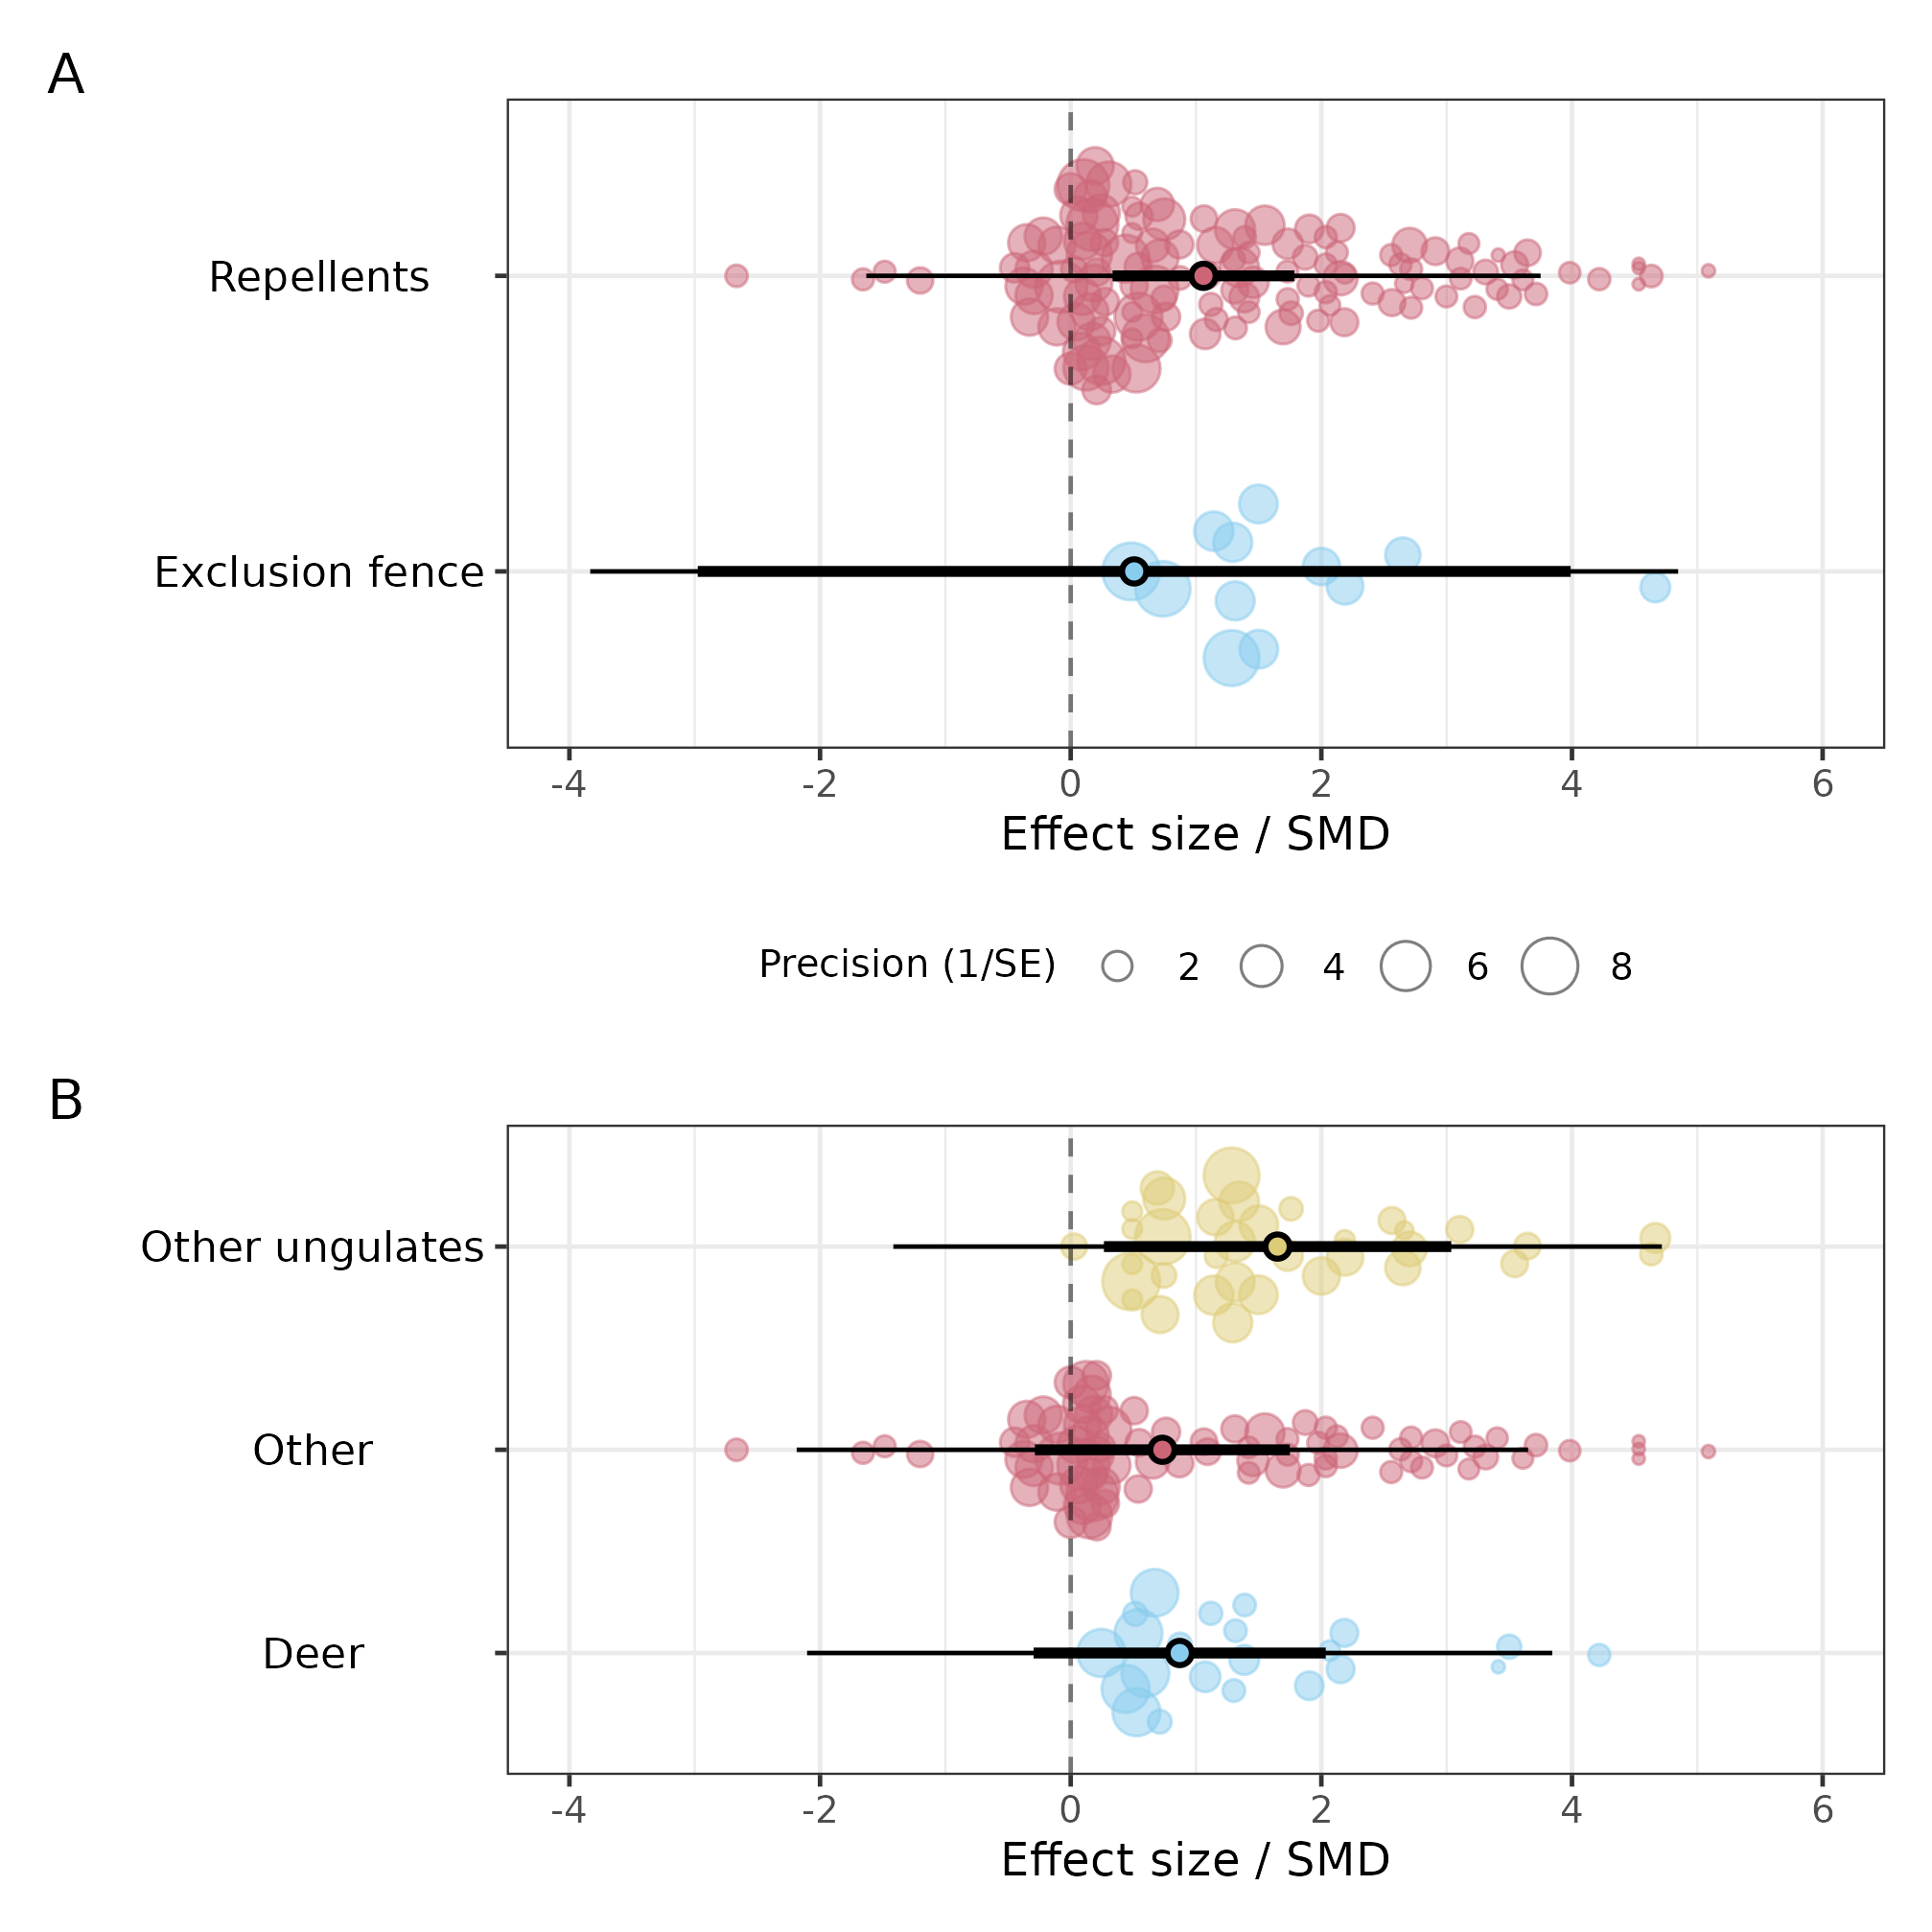 A
Repellents
Exclusion fence
-4 -2 0 2 4 6
Effect size / SMD
Precision (1/SE) 2 4 6 8
B
Other ungulates
Other
Deer
-4 -2 0 2 4 6
Effect size / SMD